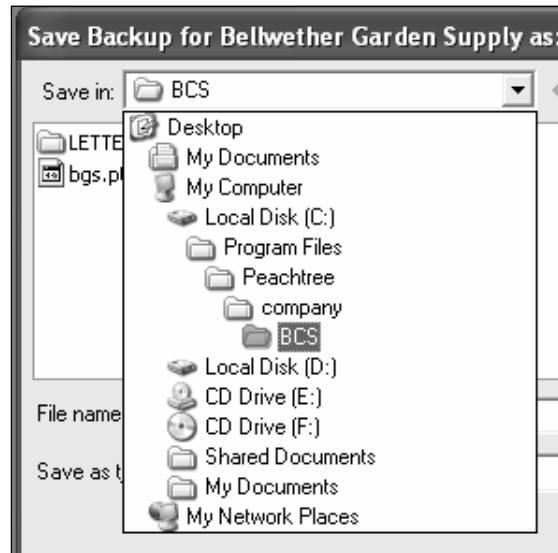 Save Backup for Bellwether Garden Supply as:
Save in: BCS
Desktop
My Documents
My Computer
Local Disk (C:)
Program Files
Peachtree
company
BCS
Local Disk (D:)
CD Drive (E:)
CD Drive (F:)
Shared Documents
My Documents
My Network Places
LETTE
bgs.p
File name
Save as t